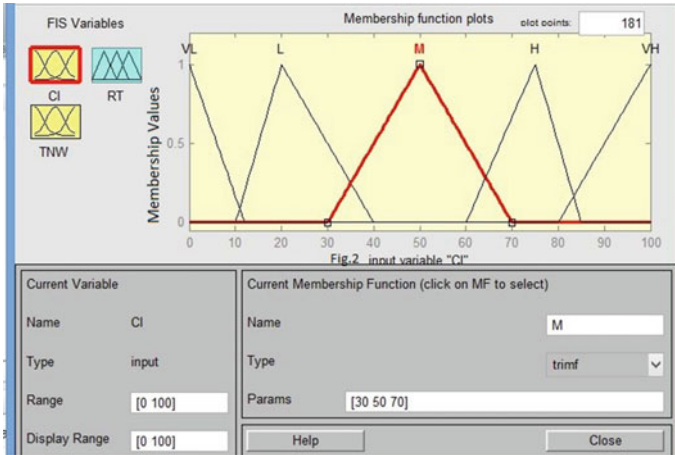 FIS Variables
Membership function plots
plot points:
181
VL
L
M
H
VH
CI
RT
TNW
Membership Values
1
0.5
0
0
10
20
30
40
50
60
70
80
90
100
Fig.2 input variable "CI"
Current Variable
Current Membership Function (click on MF to select)
Name
CI
Name
M
Type
input
Type
trimf
Range
[0 100]
Params
[30 50 70]
Display Range
[0 100]
Help
Close